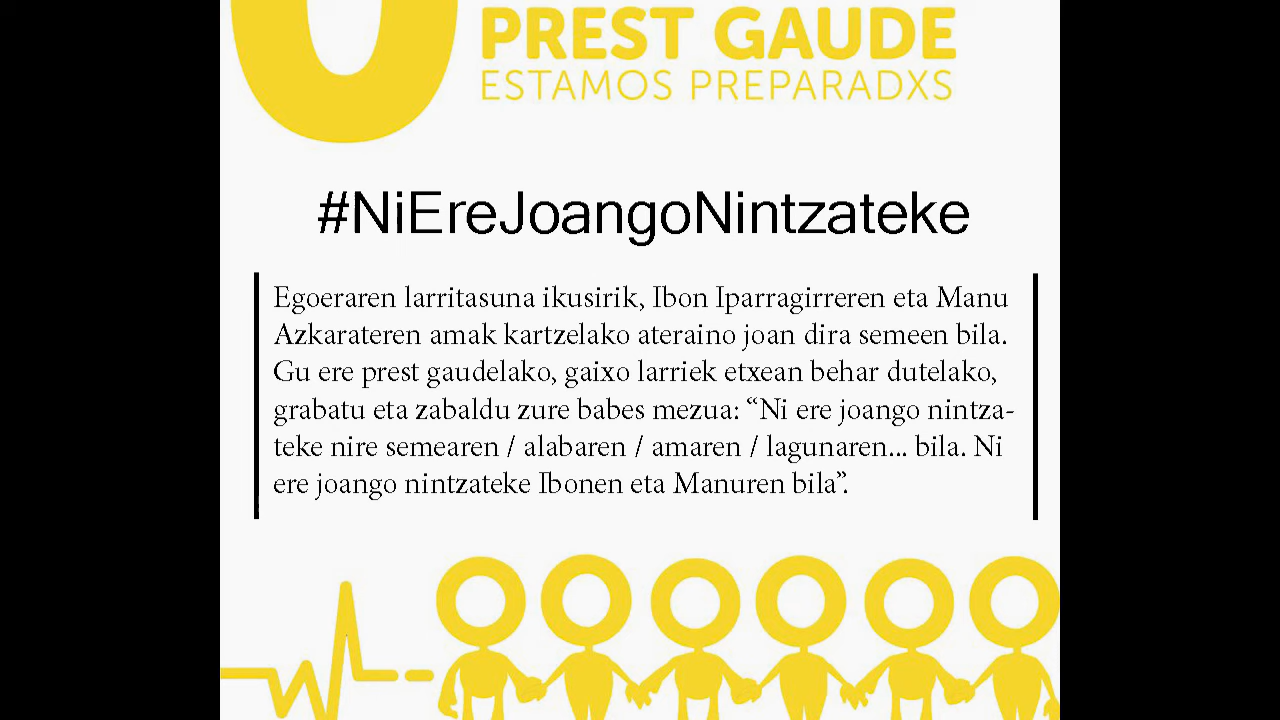 PREST GAUDE
ESTAMOS PREPARADXS
#NiEreJoangoNintzateke
Egoeraren larritasuna ikusirik, Ibon Iparragirreren eta Manu
Azkarateren amak kartzelako ateraino joan dira semeen bila.
Gu ere prest gaudelako, gaixo larriek etxean behar dutelako,
grabatu eta zabaldu zure babes mezua: “Ni ere joango nintza-
teke nire semearen / alabaren / amaren / lagunaren... bila. Ni
ere joango nintzateke Ibonen eta Manuren bila”.